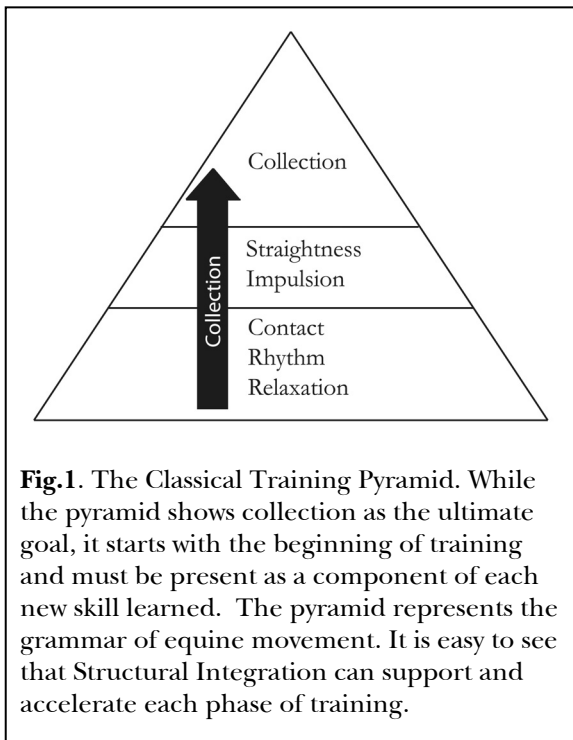 Collection
Collection
Straightness
Impulsion
Contact
Rhythm
Relaxation
Fig.1. The Classical Training Pyramid. While
the pyramid shows collection as the ultimate
goal, it starts with the beginning of training
and must be present as a component of each
new skill learned.  The pyramid represents the
grammar of equine movement. It is easy to see
that Structural Integration can support and
accelerate each phase of training.